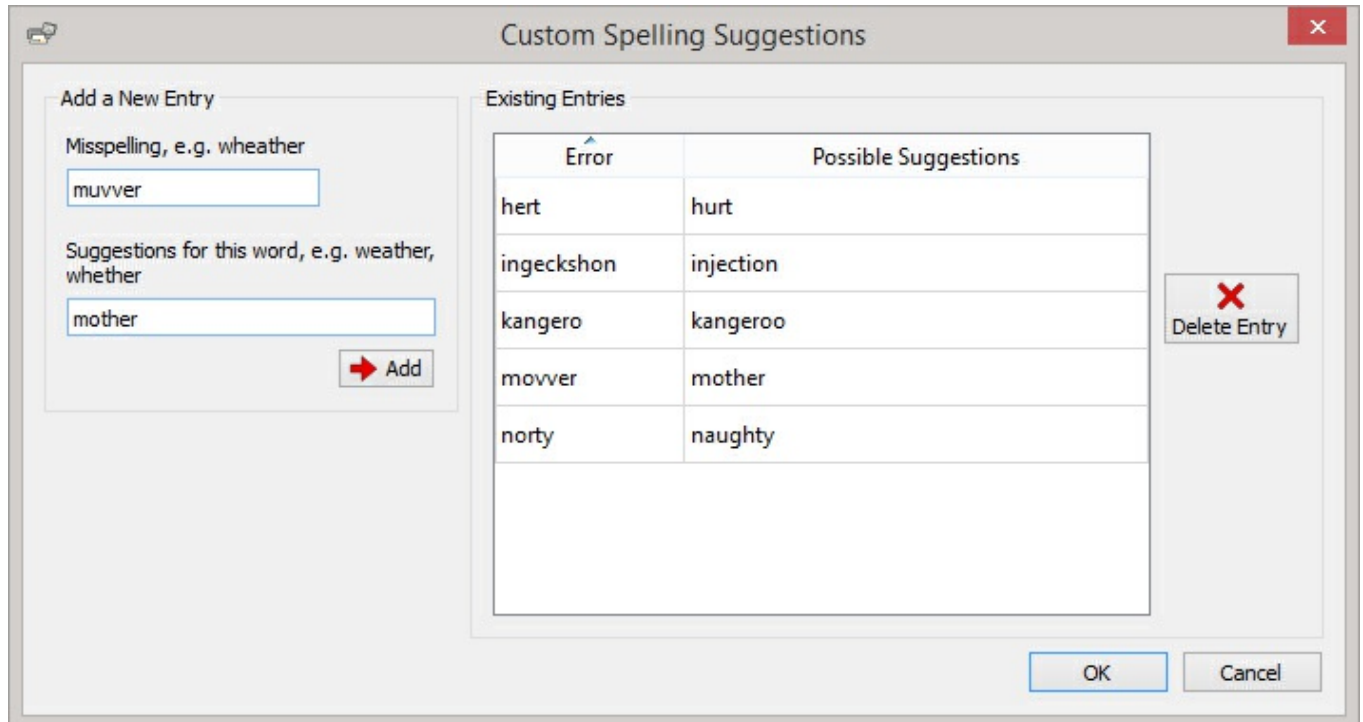 Custom Spelling Suggestions
Add a New Entry
Misspelling, e.g. wheather
muvver
Suggestions for this word, e.g. weather,
whether
mother
Add
Existing Entries
Error Possible Suggestions
hert hurt
ingeckshon injection
kangero kangeroo
movver mother
norty naughty
Delete Entry
OK Cancel